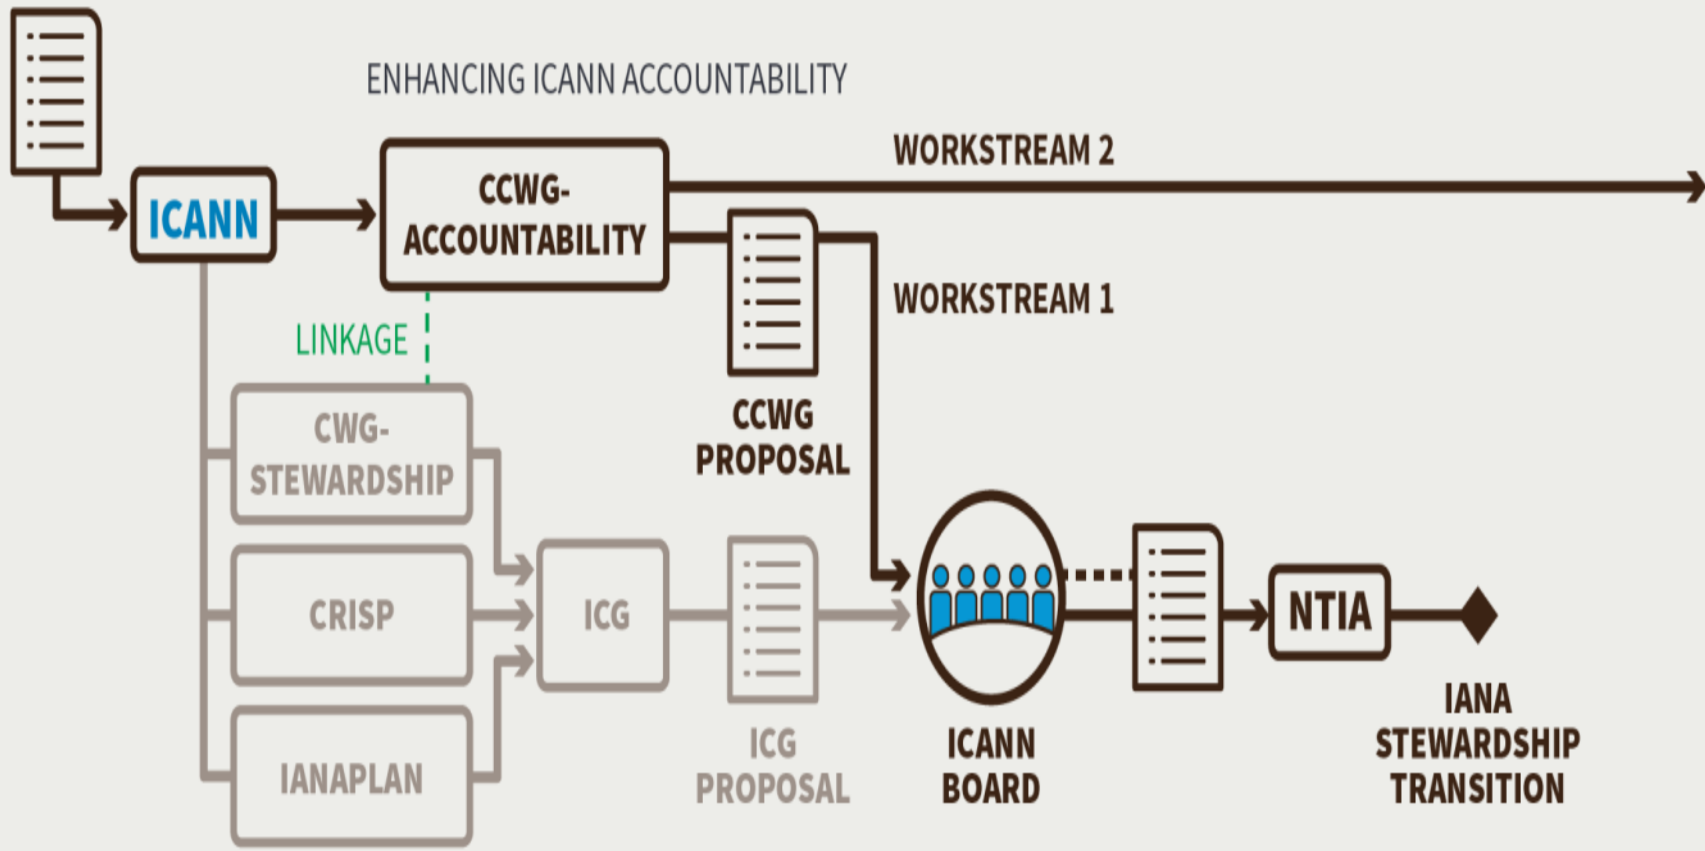 ENHANCING ICANN ACCOUNTABILITY
WORKSTREAM 2
ICANN
CCWG-
ACCOUNTABILITY
WORKSTREAM 1
LINKAGE
CCWG
PROPOSAL
CWG-
STEWARDSHIP
CRISP
ICG
NTIA
IANAPLAN
ICG
PROPOSAL
ICANN
BOARD
IANA
STEWARDSHIP
TRANSITION